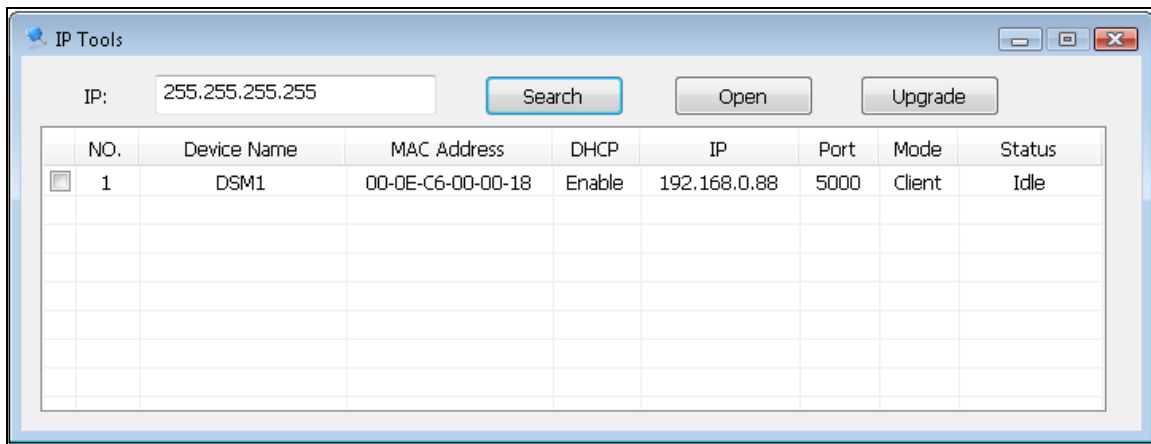 IP Tools
IP: 255.255.255.255 Search Open Upgrade
NO. Device Name MAC Address DHCP IP Port Mode Status
1 DSM1 00-0E-C6-00-00-18 Enable 192.168.0.88 5000 Client Idle